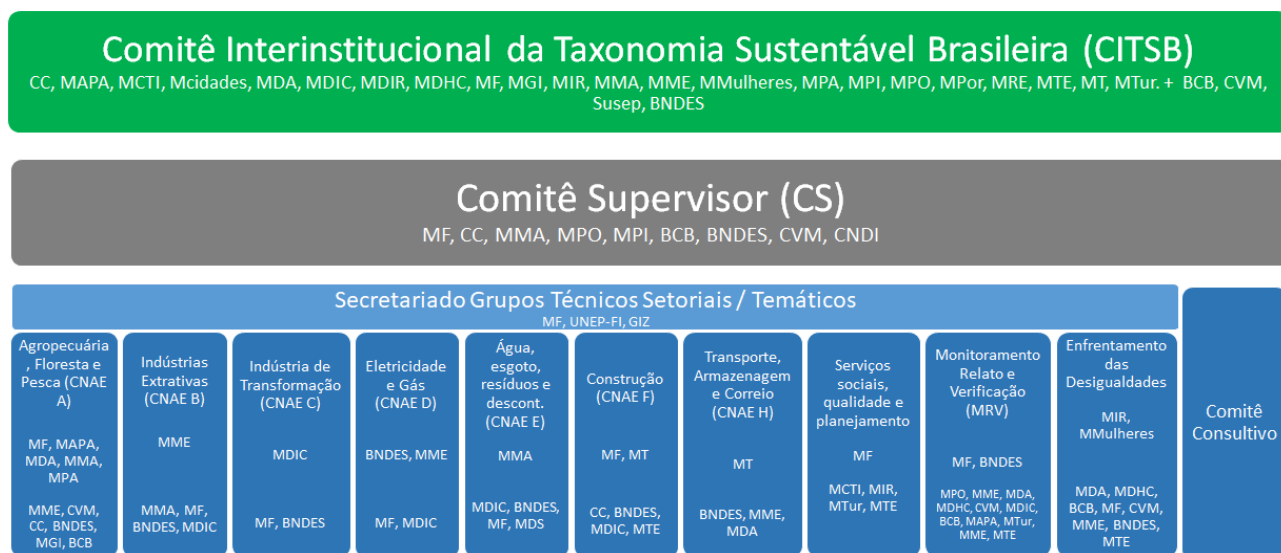 Comitê Interinstitucional da Taxonomia Sustentável Brasileira (CITSB)
CC, MAPA, MCTI, Mcidades, MDA, MDIC, MDIR, MDHC, MF, MGI, MIR, MMA, MME, MMulheres, MPA, MPI, MPO, MPor, MRE, MTE, MT, MTur. + BCB, CVM,
Susep, BNDES
Comitê Supervisor (CS)
MF, CC, MMA, MPO, MPI, BCB, BNDES, CVM, CNDI
Secretariado Grupos Técnicos Setoriais / Temáticos
MF, UNEP-FI, GIZ
Agropecuária
, Floresta e
Pesca (CNAE
A)
MF, MAPA,
MDA, MMA,
MPA
MME, CVM,
CC, BNDES,
MGI, BCB
Indústrias
Extrativas
(CNAE B)
MME
MMA, MF,
BNDES, MDIC
Indústria de
Transformação
(CNAE C)
MDIC
MF, BNDES
Eletricidade
e Gás
(CNAE D)
BNDES, MME
MF, MDIC
Água,
esgoto,
resíduos e
descont.
(CNAE E)
MMA
MDIC, BNDES,
MF, MDS
Construção
(CNAE F)
MF, MT
CC, BNDES,
MDIC, MTE
Transporte,
Armazenagem
e Correio
(CNAE H)
MT
BNDES, MME,
MDA
Serviços
sociais,
qualidade e
planejamento
MF
MCTI, MIR,
MTur, MTE
Monitoramento
Relato e
Verificação
(MRV)
MF, BNDES
MPO, MME, MDA,
MDHC, CVM, MDIC,
BCB, MAPA, MTur,
MME, MTE
Enfrentamento
das
Desigualdades
MIR,
MMulheres
MDA, MDHC,
BCB, MF, CVM,
MME, BNDES,
MTE
Comitê
Consultivo